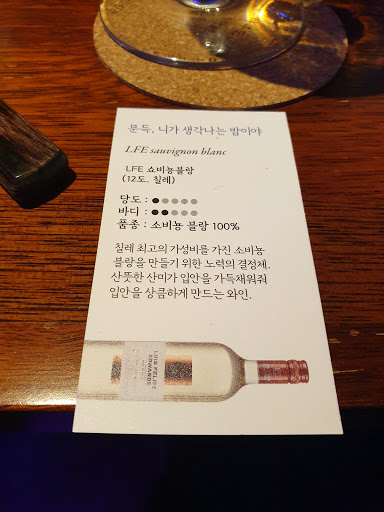 문득, 니가 생각나는 밤이야
LFE sauvignon blanc
LFE 쇼비뇽블랑
(12도, 칠레)
당도 : ●●●●●
바디 : ●●●●●
품종 : 소비뇽 블랑 100%
칠레 최고의 가성비를 가진 소비뇽
블랑을 만들기 위한 노력의 결정체.
산뜻한 산미가 입안을 가득채워줘
입안을 상큼하게 만드는 와인.
LUIS FELIPE
EDWARDS